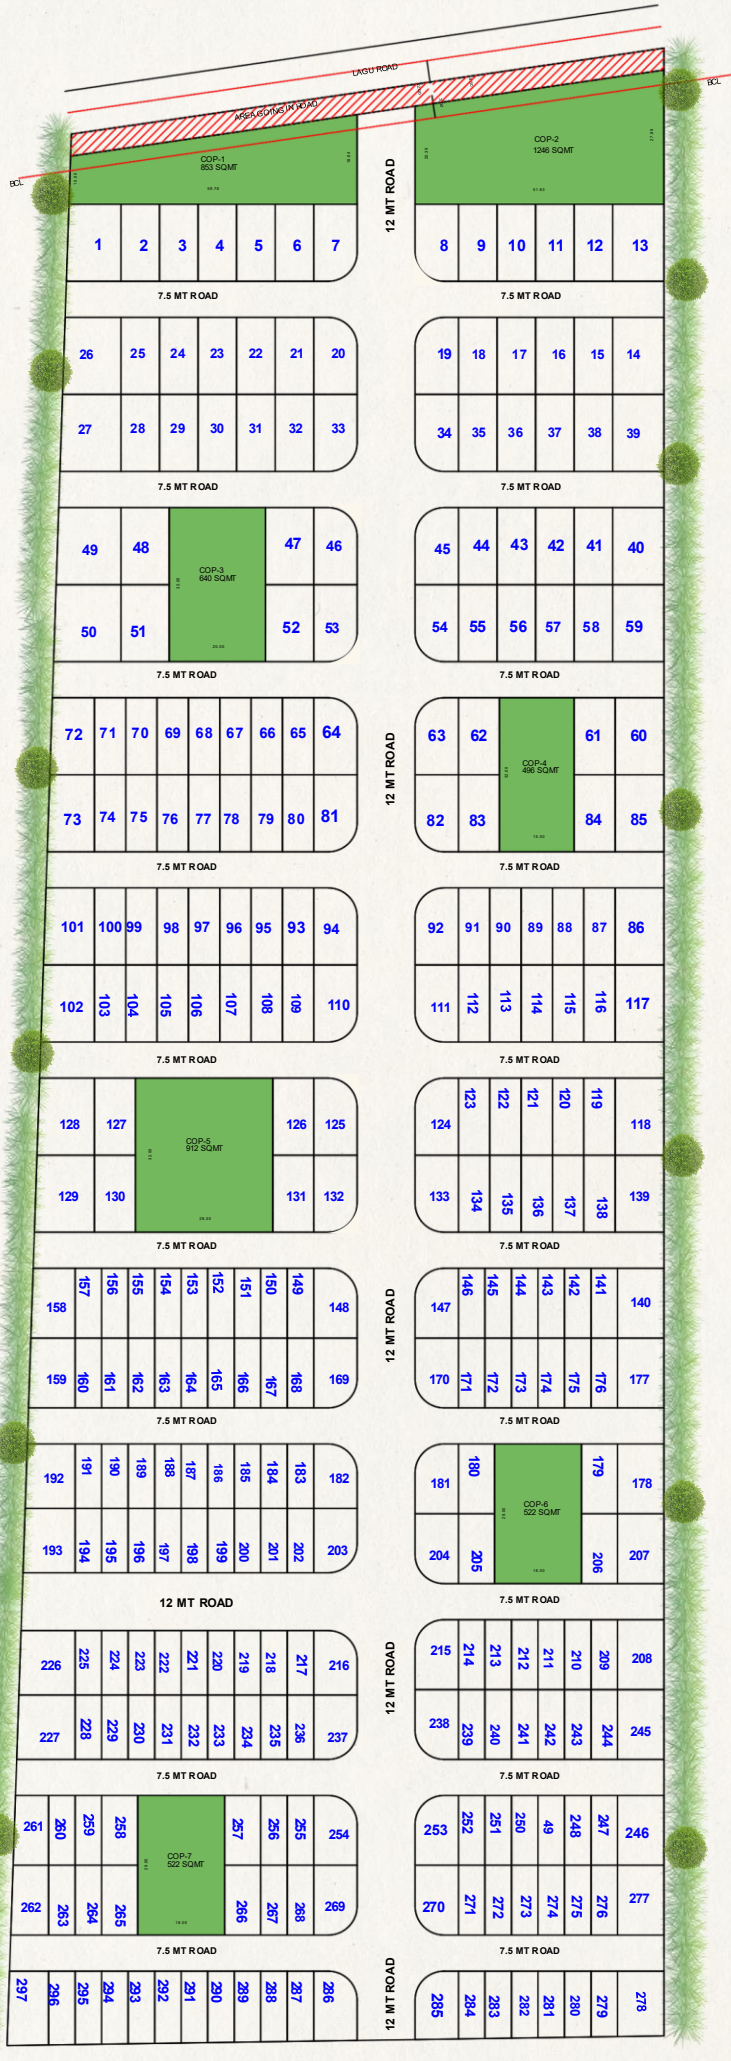 LAGU ROAD
BCL
AREA GOING IN ROAD
COP-1
853 SQMT
COP-2
1246 SQMT
BCL
12 MT ROAD
1 2 3 4 5 6 7
8 9 10 11 12 13
7.5 MT ROAD
7.5 MT ROAD
26 25 24 23 22 21 20
19 18 17 16 15 14
27 28 29 30 31 32 33
34 35 36 37 38 39
7.5 MT ROAD
7.5 MT ROAD
49 48
COP-3
640 SQMT
47 46
45 44 43 42 41 40
50 51
52 53
54 55 56 57 58 59
7.5 MT ROAD
7.5 MT ROAD
72 71 70 69 68 67 66 65 64
12 MT ROAD
63 62
COP-4
496 SQMT
61 60
73 74 75 76 77 78 79 80 81
82 83
84 85
7.5 MT ROAD
7.5 MT ROAD
101 100 99 98 97 96 95 93 94
92 91 90 89 88 87 86
102 103 104 105 106 107 108 109 110
111 112 113 114 115 116 117
7.5 MT ROAD
7.5 MT ROAD
128 127
COP-5
912 SQMT
126 125
124 123 122 121 120 119 118
129 130
131 132
133 134 135 136 137 138 139
7.5 MT ROAD
7.5 MT ROAD
158 157 156 155 154 153 152 151 150 149 148
12 MT ROAD
147 146 145 144 143 142 141 140
159 160 161 162 163 164 165 166 167 168 169
170 171 172 173 174 175 176 177
7.5 MT ROAD
7.5 MT ROAD
192 191 190 189 188 187 186 185 184 183 182
181 180
COP-6
522 SQMT
179 178
193 194 195 196 197 198 199 200 201 202 203
204 205
206 207
12 MT ROAD
7.5 MT ROAD
226 225 224 223 222 221 220 219 218 217 216
12 MT ROAD
215 214 213 212 211 210 209 208
227 228 229 230 231 232 233 234 235 236 237
238 239 240 241 242 243 244 245
7.5 MT ROAD
7.5 MT ROAD
261 260 259 258
COP-7
522 SQMT
257 256 255 254
253 252 251 250 49 248 247 246
262 263 264 265
266 267 268 269
270 271 272 273 274 275 276 277
7.5 MT ROAD
7.5 MT ROAD
297 296 295 294 293 292 291 290 289 288 287 286
12 MT ROAD
285 284 283 282 281 280 279 278